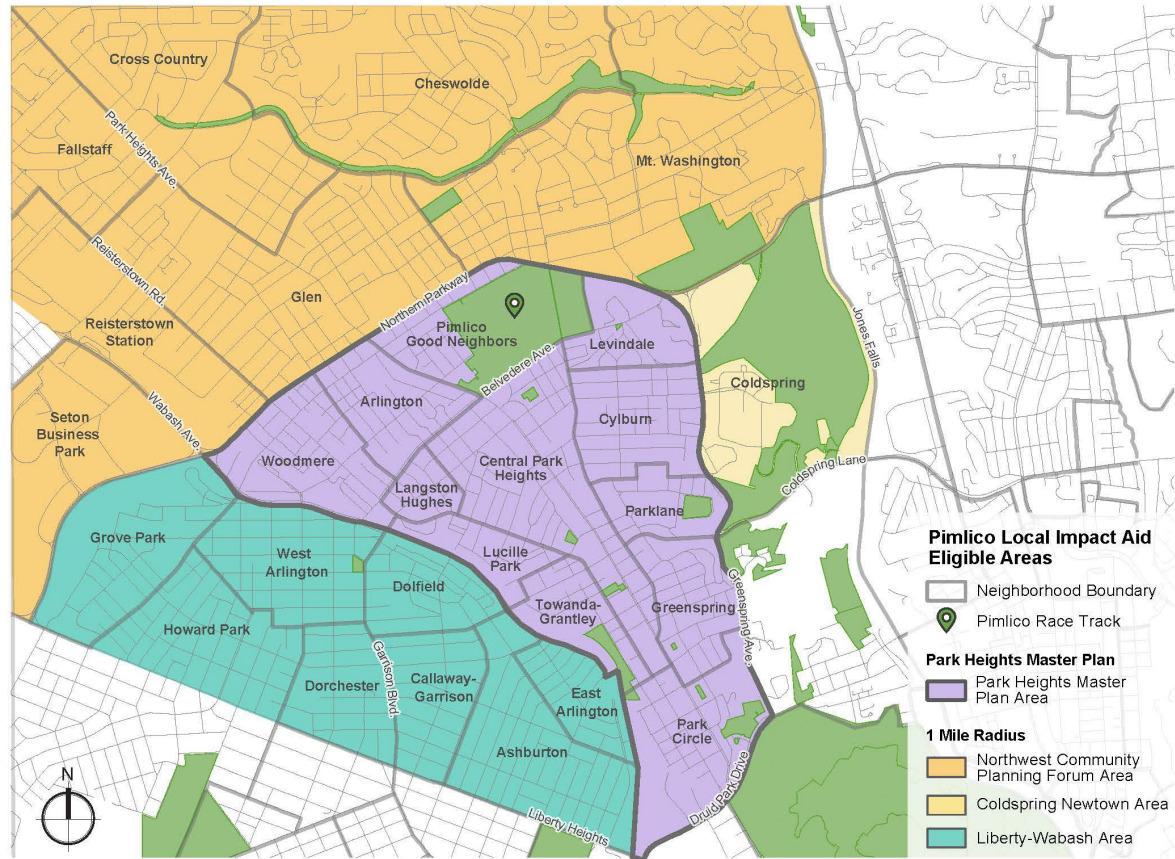 Cross Country
Cheswolde
Park Heights Ave.
Fallstaff
Mt. Washington
Reisterstown Rd.
Glen
Northern Parkway
Reisterstown
Station
Pimlico
Good Neighbors
Levindale
Jones Falls
Belvedere Ave.
Coldspring
Arlington
Wabash Ave.
Seton
Business
Park
Cylburn
Woodmere
Central Park
Heights
Langston
Hughes
Coldspring Lane
Parklane
Grove Park
West
Arlington
Lucille
Park
Dolfield
Towanda-
Grantley
Greenspring
Greenspring Ave.
Howard Park
Garrison Blvd.
Dorchester
Callaway-
Garrison
East
Arlington
Park
Circle
Ashburton
Druid Park Drive
Liberty Heights
N
Pimlico Local Impact Aid
Eligible Areas
Neighborhood Boundary
Pimlico Race Track
Park Heights Master Plan
Park Heights Master
Plan Area
1 Mile Radius
Northwest Community
Planning Forum Area
Coldspring Newtown Area
Liberty-Wabash Area